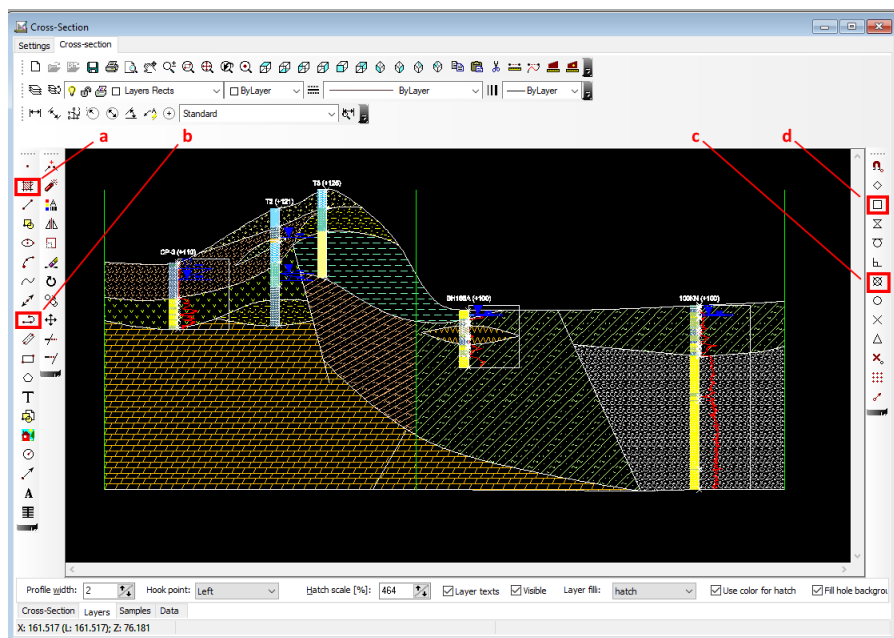 Cross-Section
Settings Cross-section
Layers Rects ByLayer ByLayer ByLayer
Standard
a b c d
T3 (+125)
T2 (+121)
CP-3 (+110)
BH106A (+100)
T
A
Profile width: 2 Hook point: Left Hatch scale [%]: 464 Layer texts Visible Layer fill: hatch Use color for hatch Fill hole backgrou
Cross-Section Layers Samples Data
X: 161.517 (L: 161.517); Z: 76.181